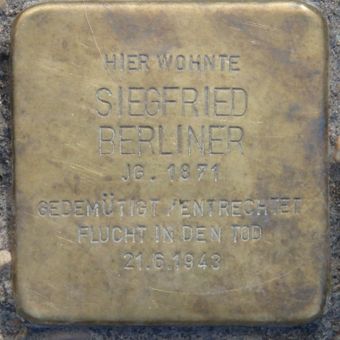 HIER WOHNTE
SIEGFRIED
BERLINER
JG. 1871
GEDEMÜTIGT / ENTRECHTET
FLUCHT IN DEN TOD
21.6.1943